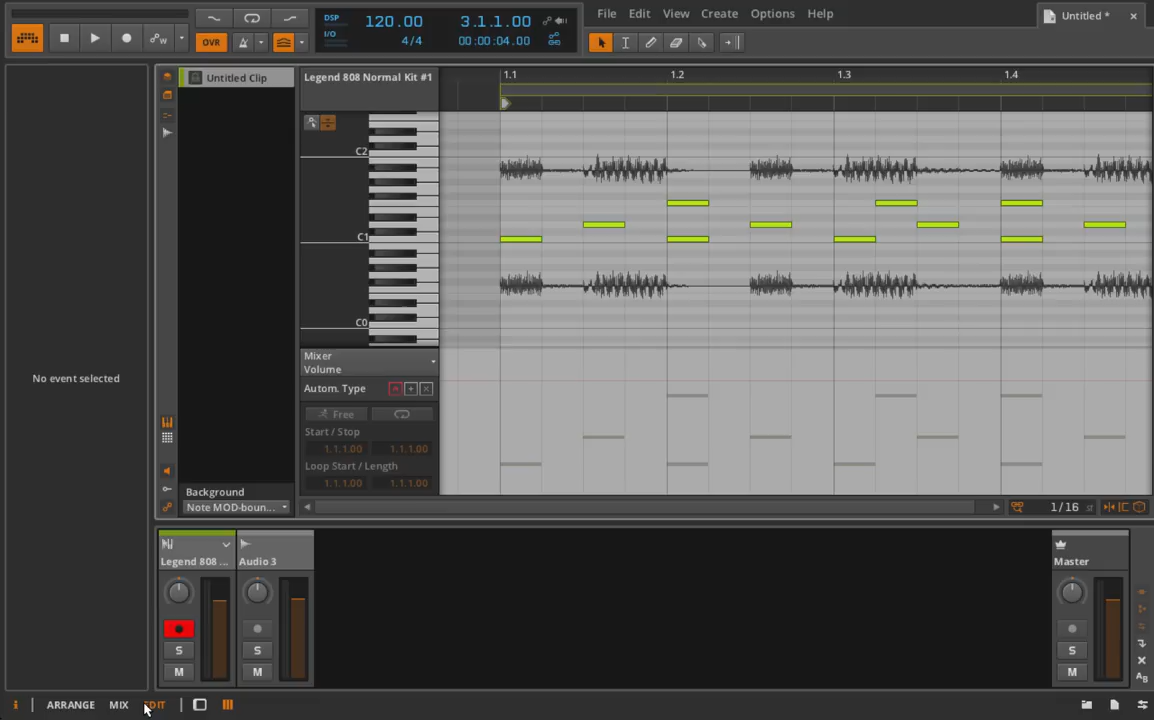 DSP
I/O
120.00
4/4
3.1.1.00
00:00:04.00
OVR
File Edit View Create Options Help
Untitled *
Untitled Clip
Legend 808 Normal Kit #1
1.1 1.2 1.3 1.4
C2
C1
C0
No event selected
Mixer
Volume
Autom. Type
Free
Start / Stop
1.1.1.00 1.1.1.00
Loop Start / Length
1.1.1.00 1.1.1.00
Background
Note MOD-boun...
1/16
Legend 808 ... Audio 3 Master
S S S
M M M
ARRANGE MIX EDIT